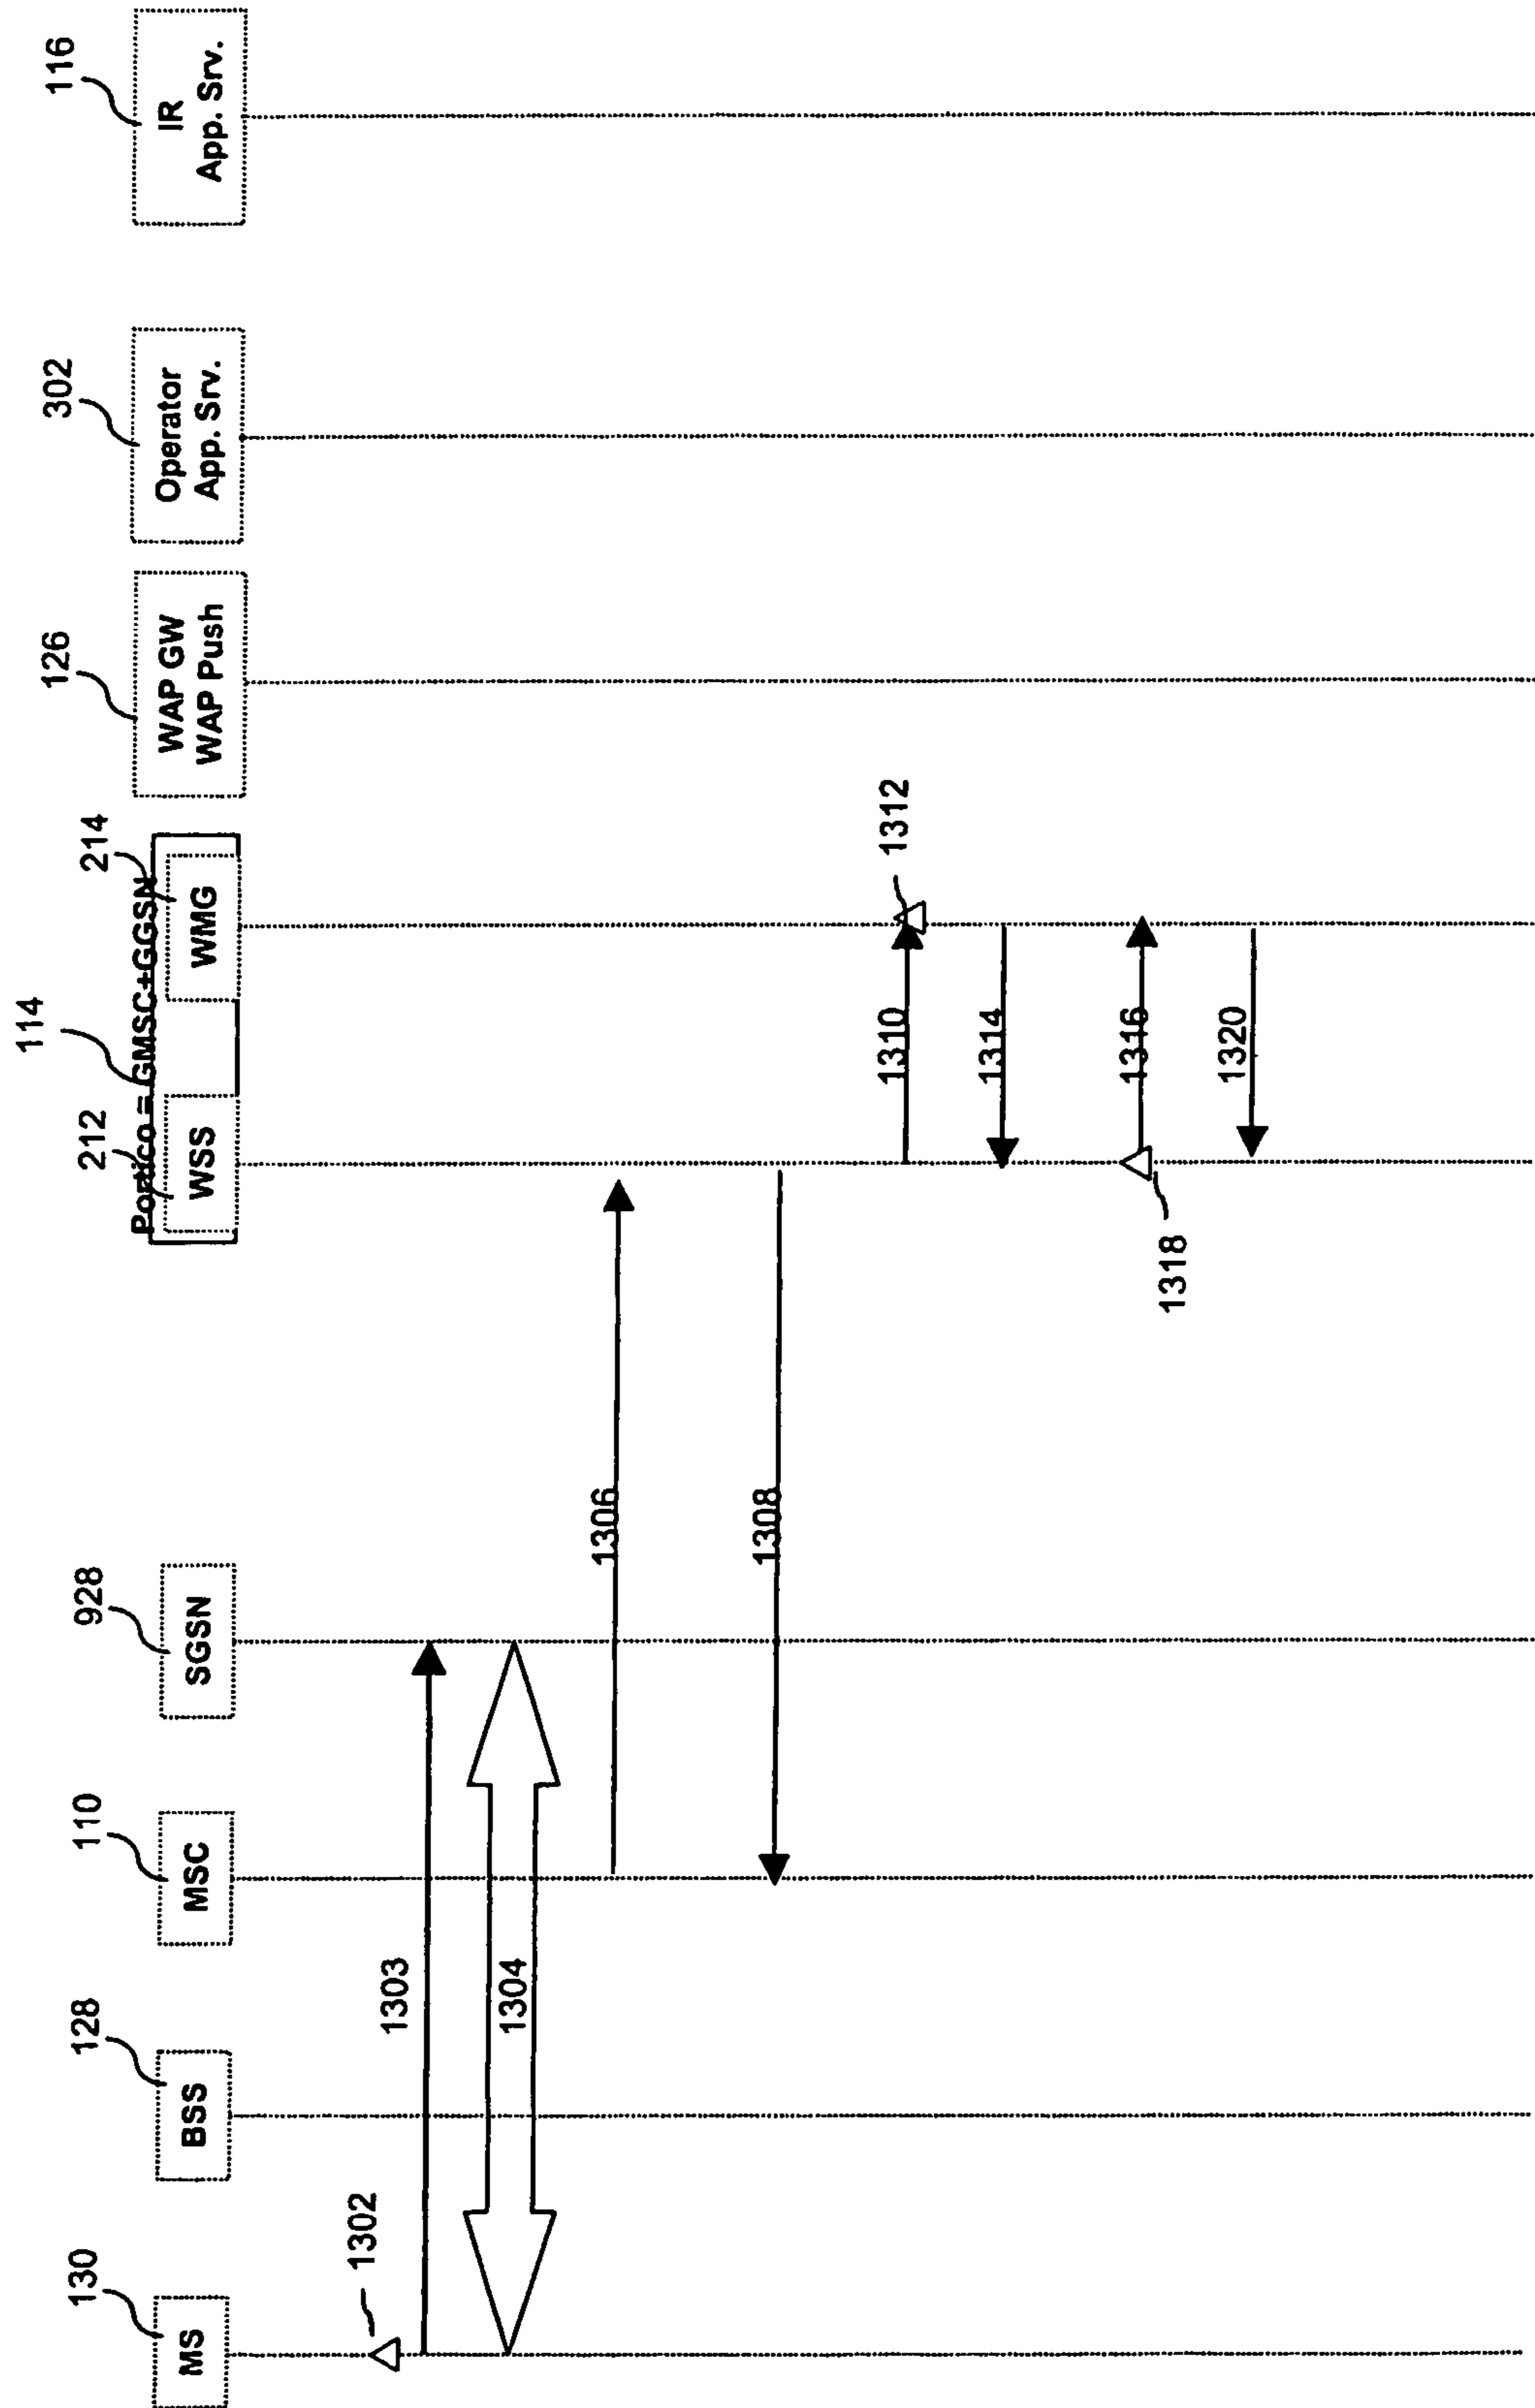 130
MS
128
BSS
110
MSC
928
SGSN
114
Portico = GMSC+GGSN
212
WSS
214
WMG
126
WAP GW
WAP Push
302
Operator
App. Srv.
116
IR
App. Srv.
1302
1303
1304
1306
1308
1310
1312
1314
1316
1318
1320